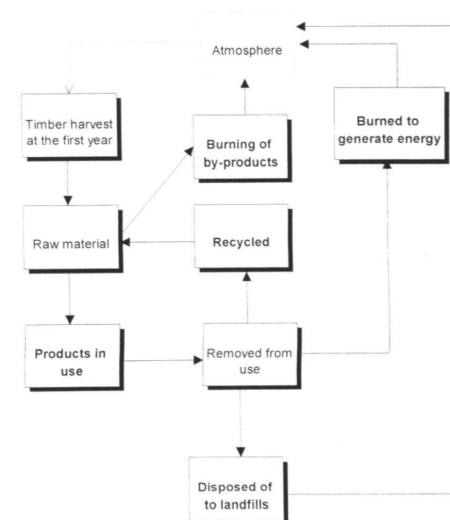 Atmosphere
Timber harvest
at the first year
Burning of
by-products
Burned to
generate energy
Raw material
Recycled
Products in
use
Removed from
use
Disposed of
to landfills